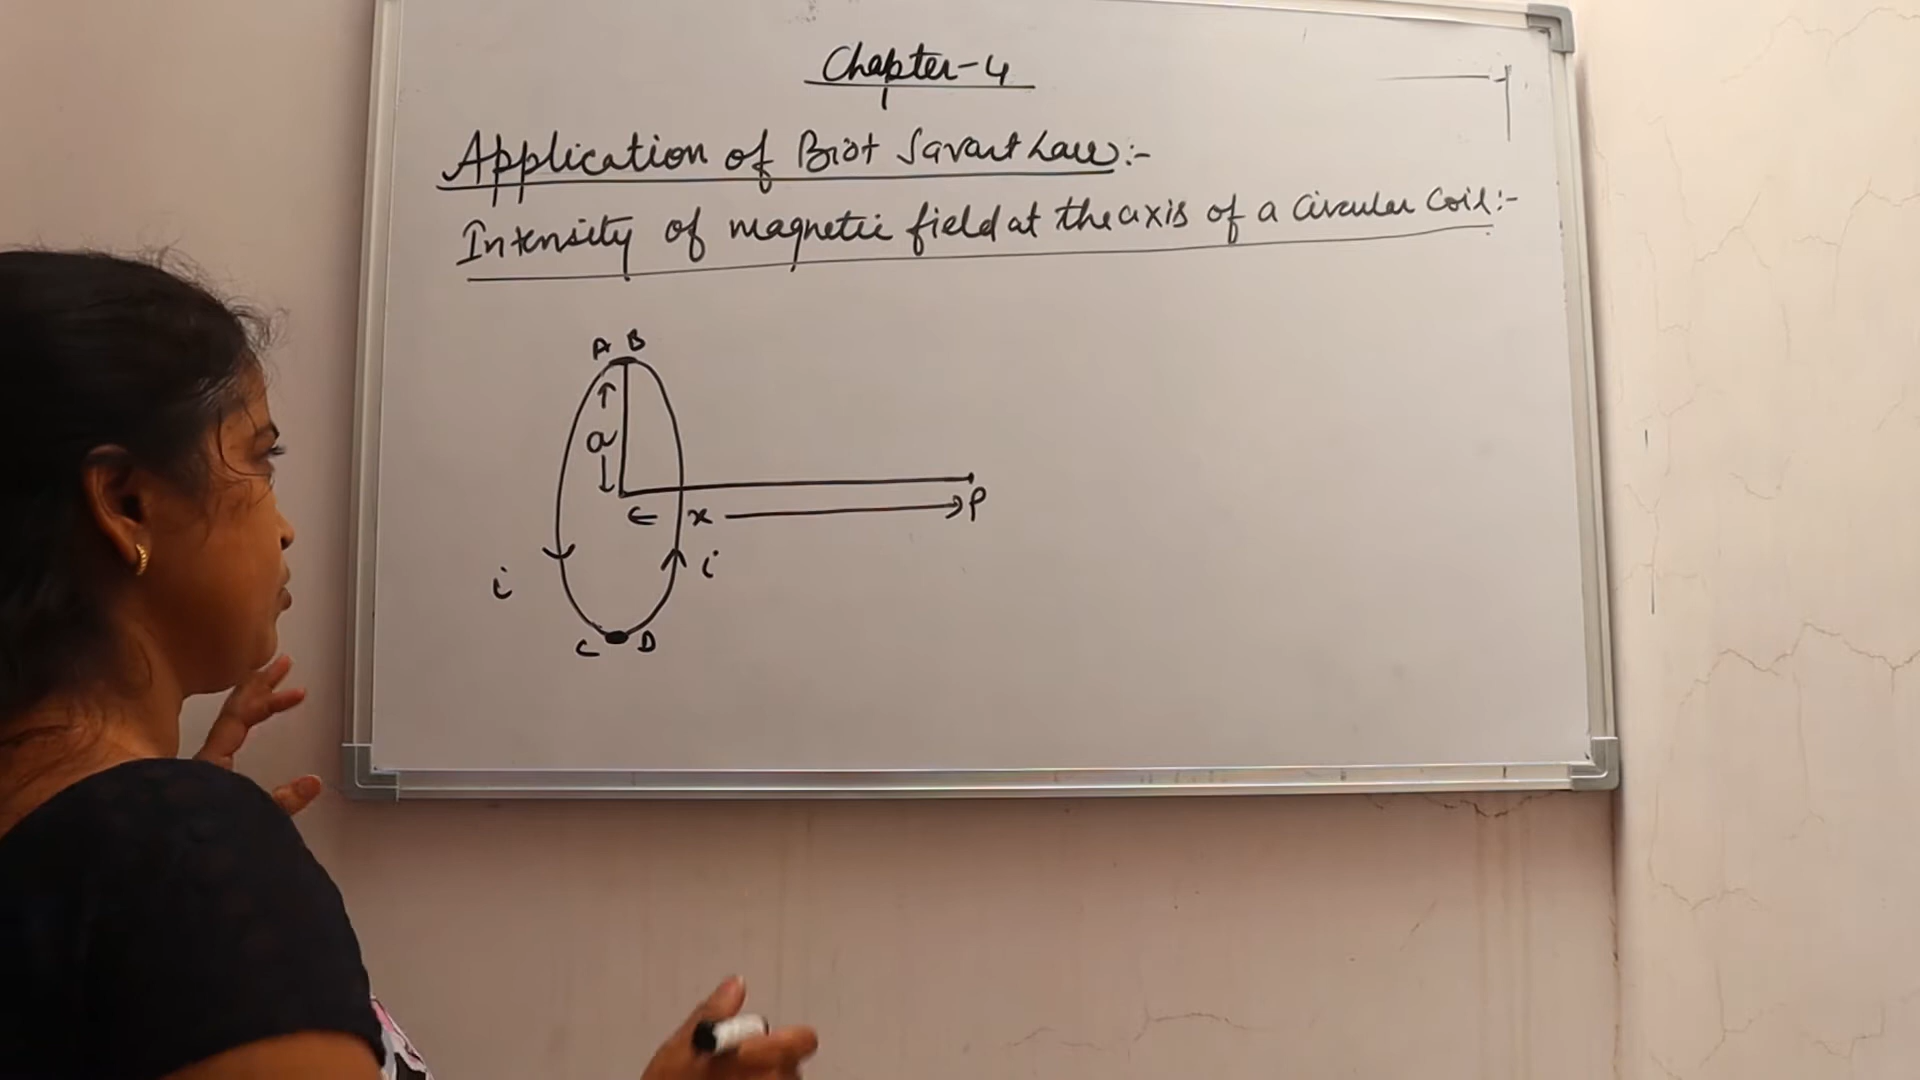 Chapter-4
Application of Biot Savart Law:-
Intensity of magnetic field at the axis of a Circular Coil:-
A B
a
x
P
i
i
C D